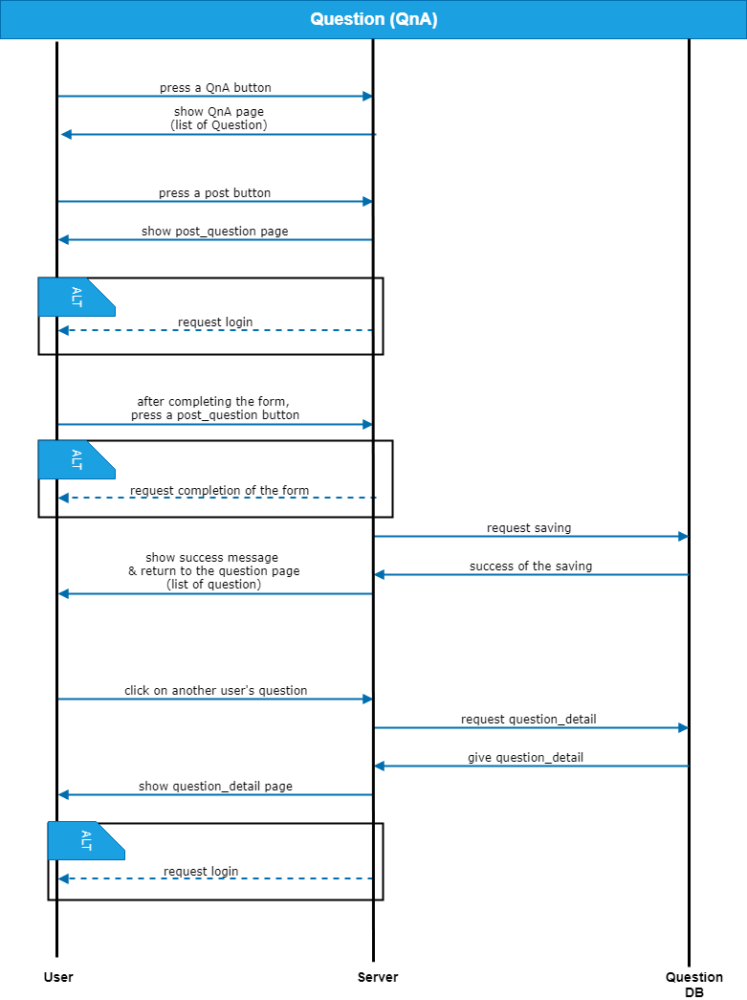 Question (QnA)
press a QnA button
show QnA page
(list of Question)
press a post button
show post_question page
ALT
request login
after completing the form,
press a post_question button
ALT
request completion of the form
request saving
show success message
& return to the question page
(list of question)
success of the saving
click on another user's question
request question_detail
give question_detail
show question_detail page
ALT
request login
User
Server
Question
DB